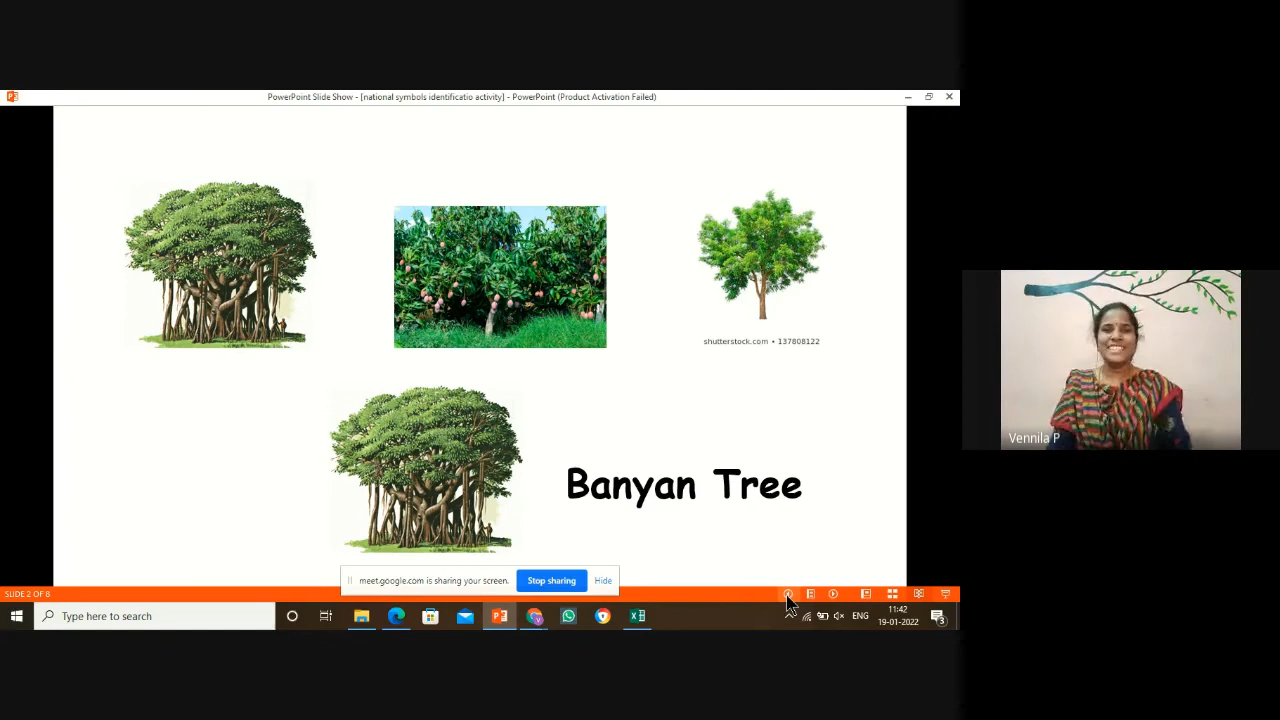 PowerPoint Slide Show - [national symbols identificatio activity] - PowerPoint (Product Activation Failed)
shutterstock.com • 137808122
Banyan Tree
Vennila P
meet.google.com is sharing your screen.
Stop sharing
Hide
SLIDE 2 OF 8
Type here to search
ENG
11:42
19-01-2022
3